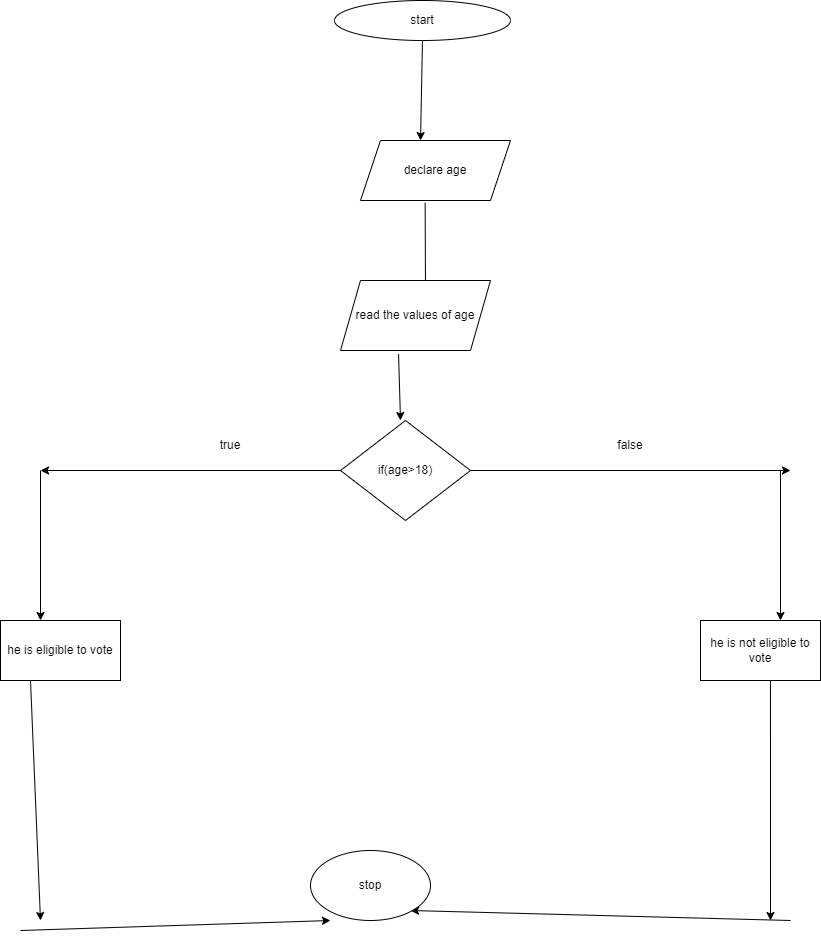 start
declare age
read the values of age
true
false
if(age>18)
he is eligible to vote
he is not eligible to
vote
stop